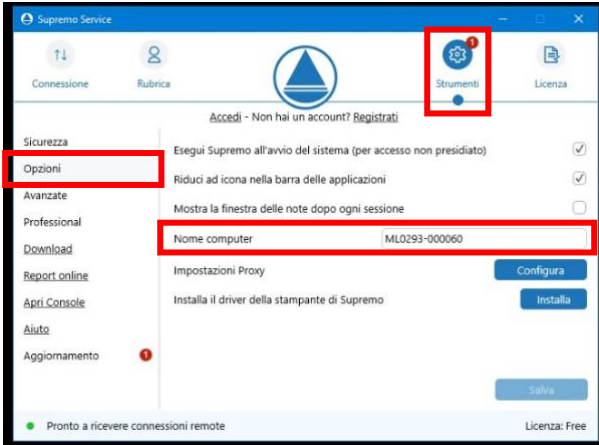 Supremo Service
Connessione
Rubrica
1
Strumenti
Licenza
Accedi - Non hai un account? Registrati
Sicurezza
Opzioni
Avanzate
Professional
Download
Report online
Apri Console
Aiuto
Aggiornamento 1
Esegui Supremo all'avvio del sistema (per accesso non presidiato)
Riduci ad icona nella barra delle applicazioni
Mostra la finestra delle note dopo ogni sessione
Nome computer ML0293-000060
Impostazioni Proxy Configura
Installa il driver della stampante di Supremo Installa
Salva
Pronto a ricevere connessioni remote Licenza: Free